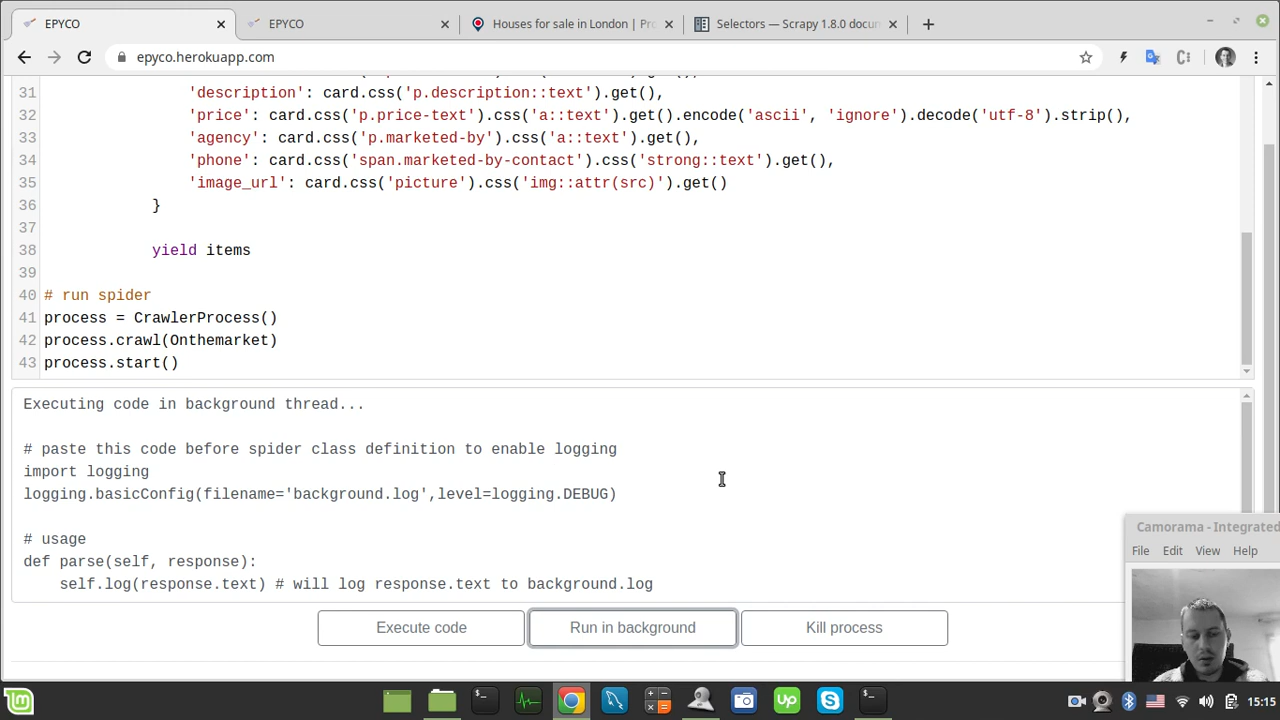 EPYCO
EPYCO
Houses for sale in London | Pr
Selectors — Scrapy 1.8.0 docu
epyco.herokuapp.com
31 'description': card.css('p.description::text').get(),
32 'price': card.css('p.price-text').css('a::text').get().encode('ascii', 'ignore').decode('utf-8').strip(),
33 'agency': card.css('p.marketed-by').css('a::text').get(),
34 'phone': card.css('span.marketed-by-contact').css('strong::text').get(),
35 'image_url': card.css('picture').css('img::attr(src)').get()
36 }
37
38 yield items
39
40 # run spider
41 process = CrawlerProcess()
42 process.crawl(Onthemarket)
43 process.start()
Executing code in background thread...
# paste this code before spider class definition to enable logging
import logging
logging.basicConfig(filename='background.log',level=logging.DEBUG)
# usage
def parse(self, response):
self.log(response.text) # will log response.text to background.log
Execute code
Run in background
Kill process
Camorama - Integrated
File Edit View Help
15:15